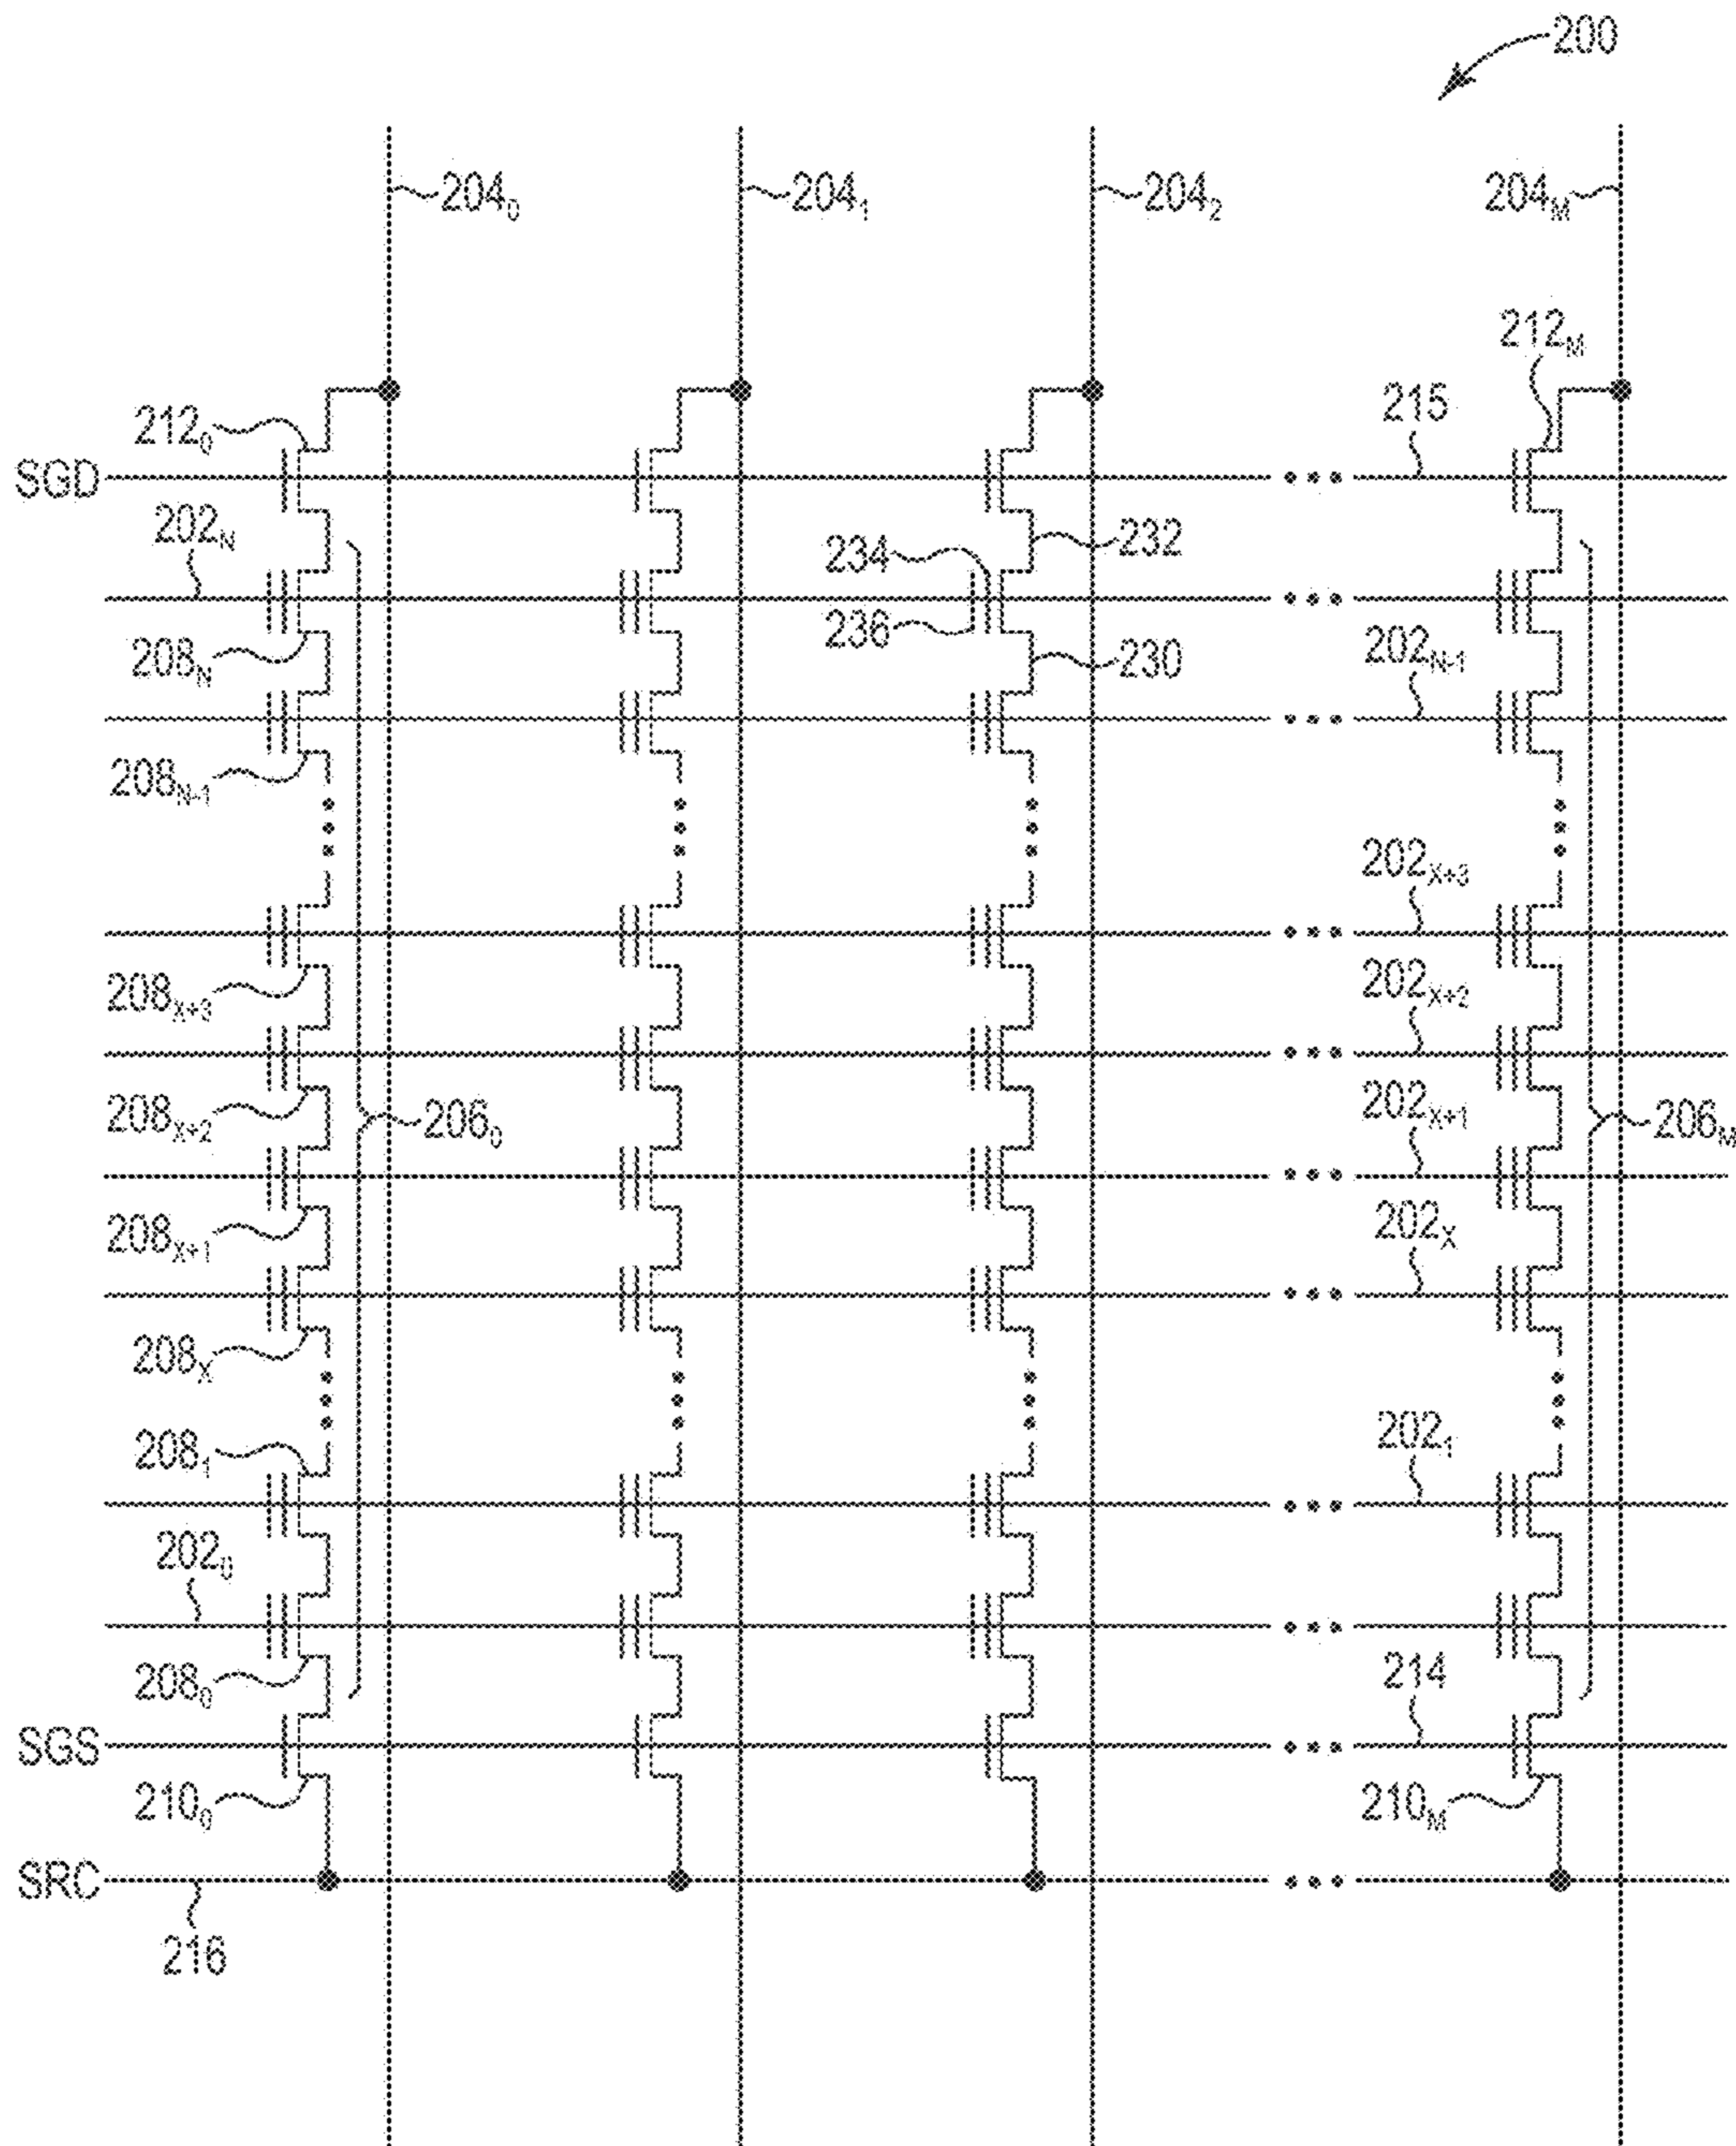 200
204₀ 204₁ 204₂ 204M
212M
212₀ 215
SGD
202N 234 232
236
208N 230 202N-1
208N-1
202X+3
208X+3 202X+2
208X+2 206₀ 202X+1 206M
208X+1 202X
208X
208₁ 202₁
202₀
208₀ 214
SGS
210₀ 210M
SRC
216